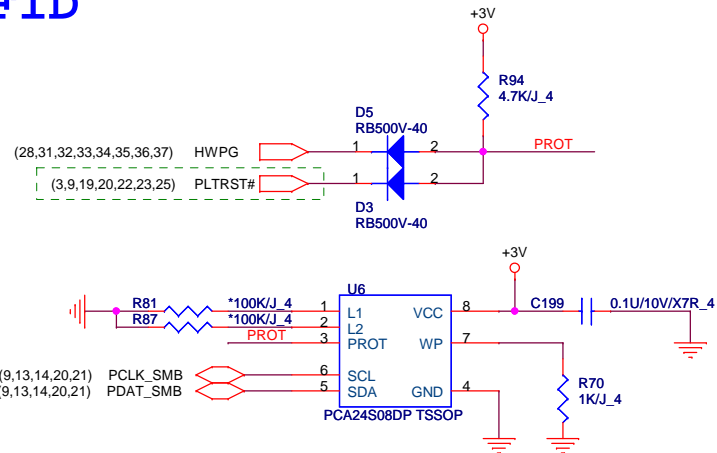 +3V
R94
4.7K/J_4
D5
RB500V-40
(28,31,32,33,34,35,36,37) HWPG 1 2 PROT
(3,9,19,20,22,23,25) PLTRST# 1 2
D3
RB500V-40
+3V
U6
C199 0.1U/10V/X7R_4
R81 *100K/J_4 1 L1 VCC 8
R87 *100K/J_4 2 L2
PROT 3 PROT WP 7
9,13,14,20,21) PCLK_SMB 6 SCL
9,13,14,20,21) PDAT_SMB 5 SDA GND 4
R70
1K/J_4
PCA24S08DP TSSOP